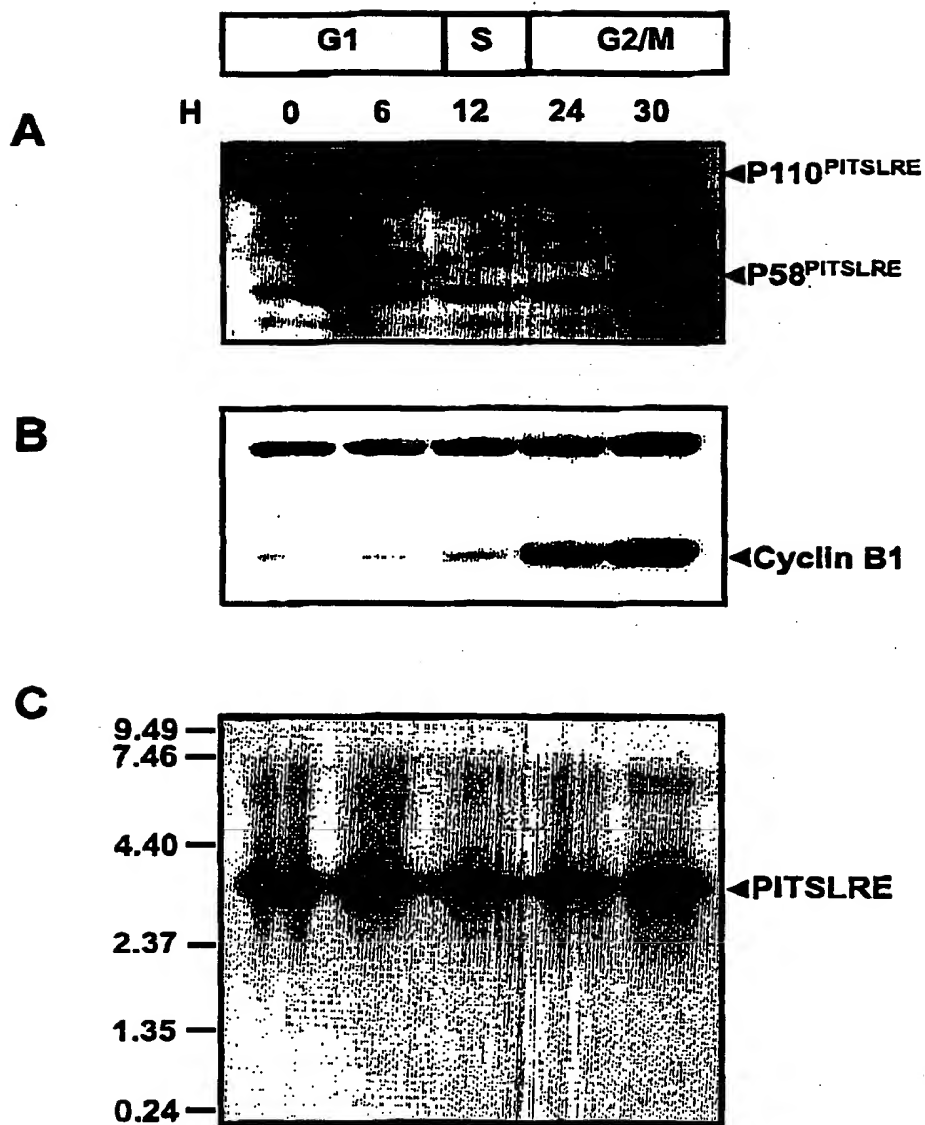 G1 S G2/M
H 0 6 12 24 30
A
P110PITSLRE
P58PITSLRE
B
Cyclin B1
C
9.49
7.46
4.40
PITSLRE
2.37
1.35
0.24